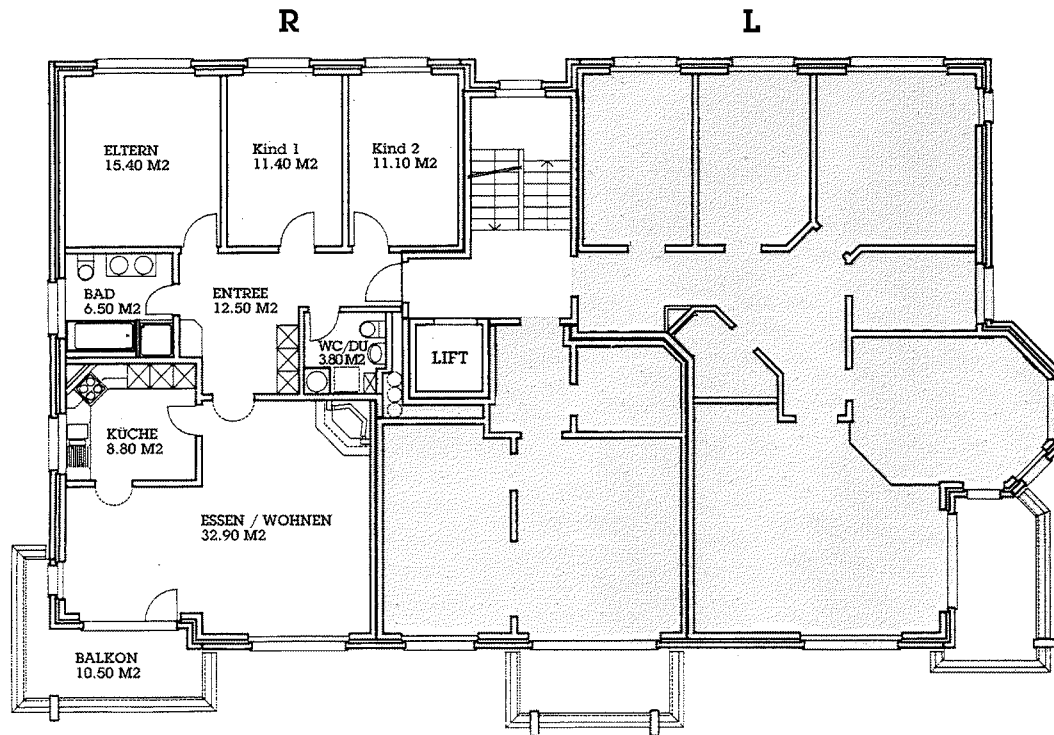 R
L
ELTERN
15.40 M2
Kind 1
11.40 M2
Kind 2
11.10 M2
BAD
6.50 M2
ENTREE
12.50 M2
WC/DU
3.80 M2
LIFT
KÜCHE
8.80 M2
ESSEN / WOHNEN
32.90 M2
BALKON
10.50 M2